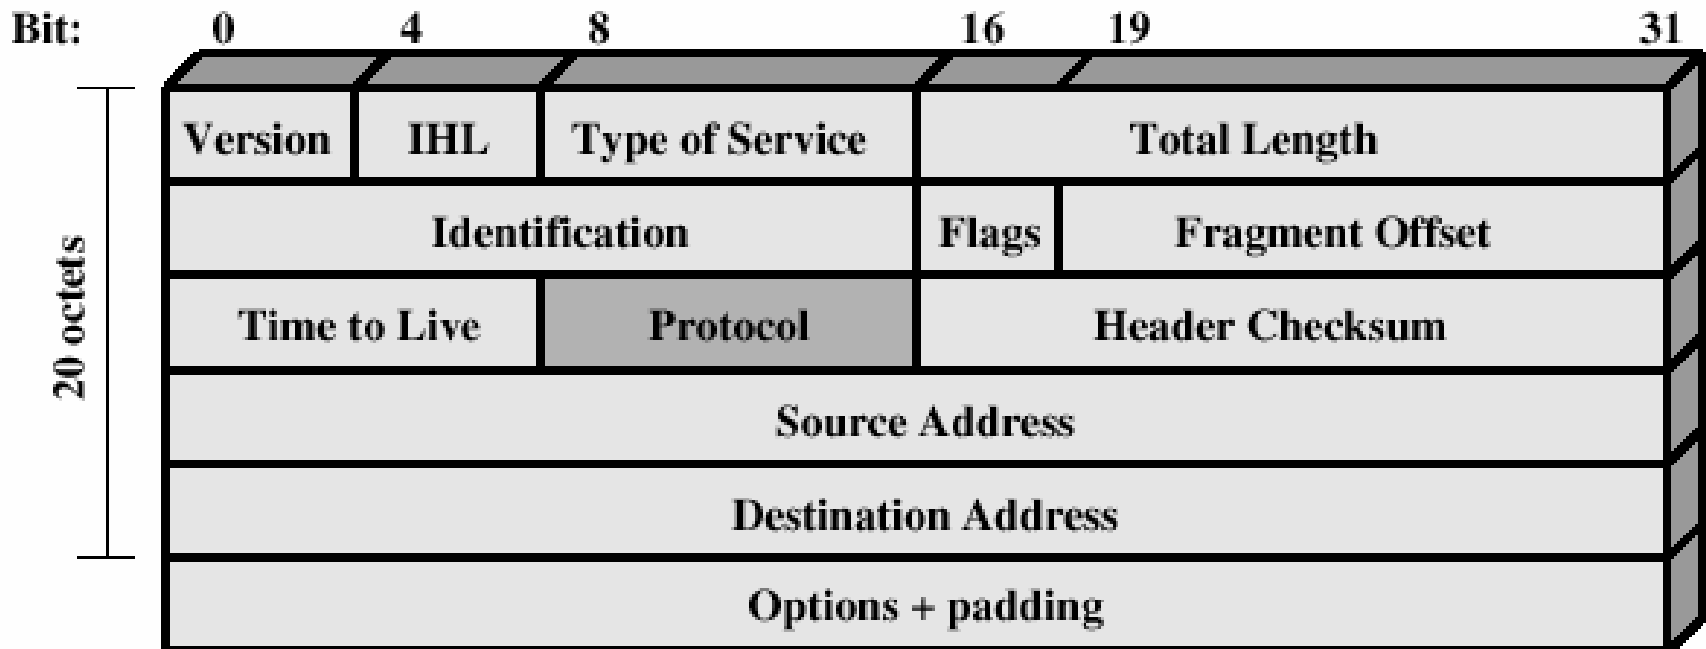 Bit: 0 4 8 16 19 31
Version IHL Type of Service Total Length
Identification Flags Fragment Offset
Time to Live Protocol Header Checksum
20 octets
Source Address
Destination Address
Options + padding